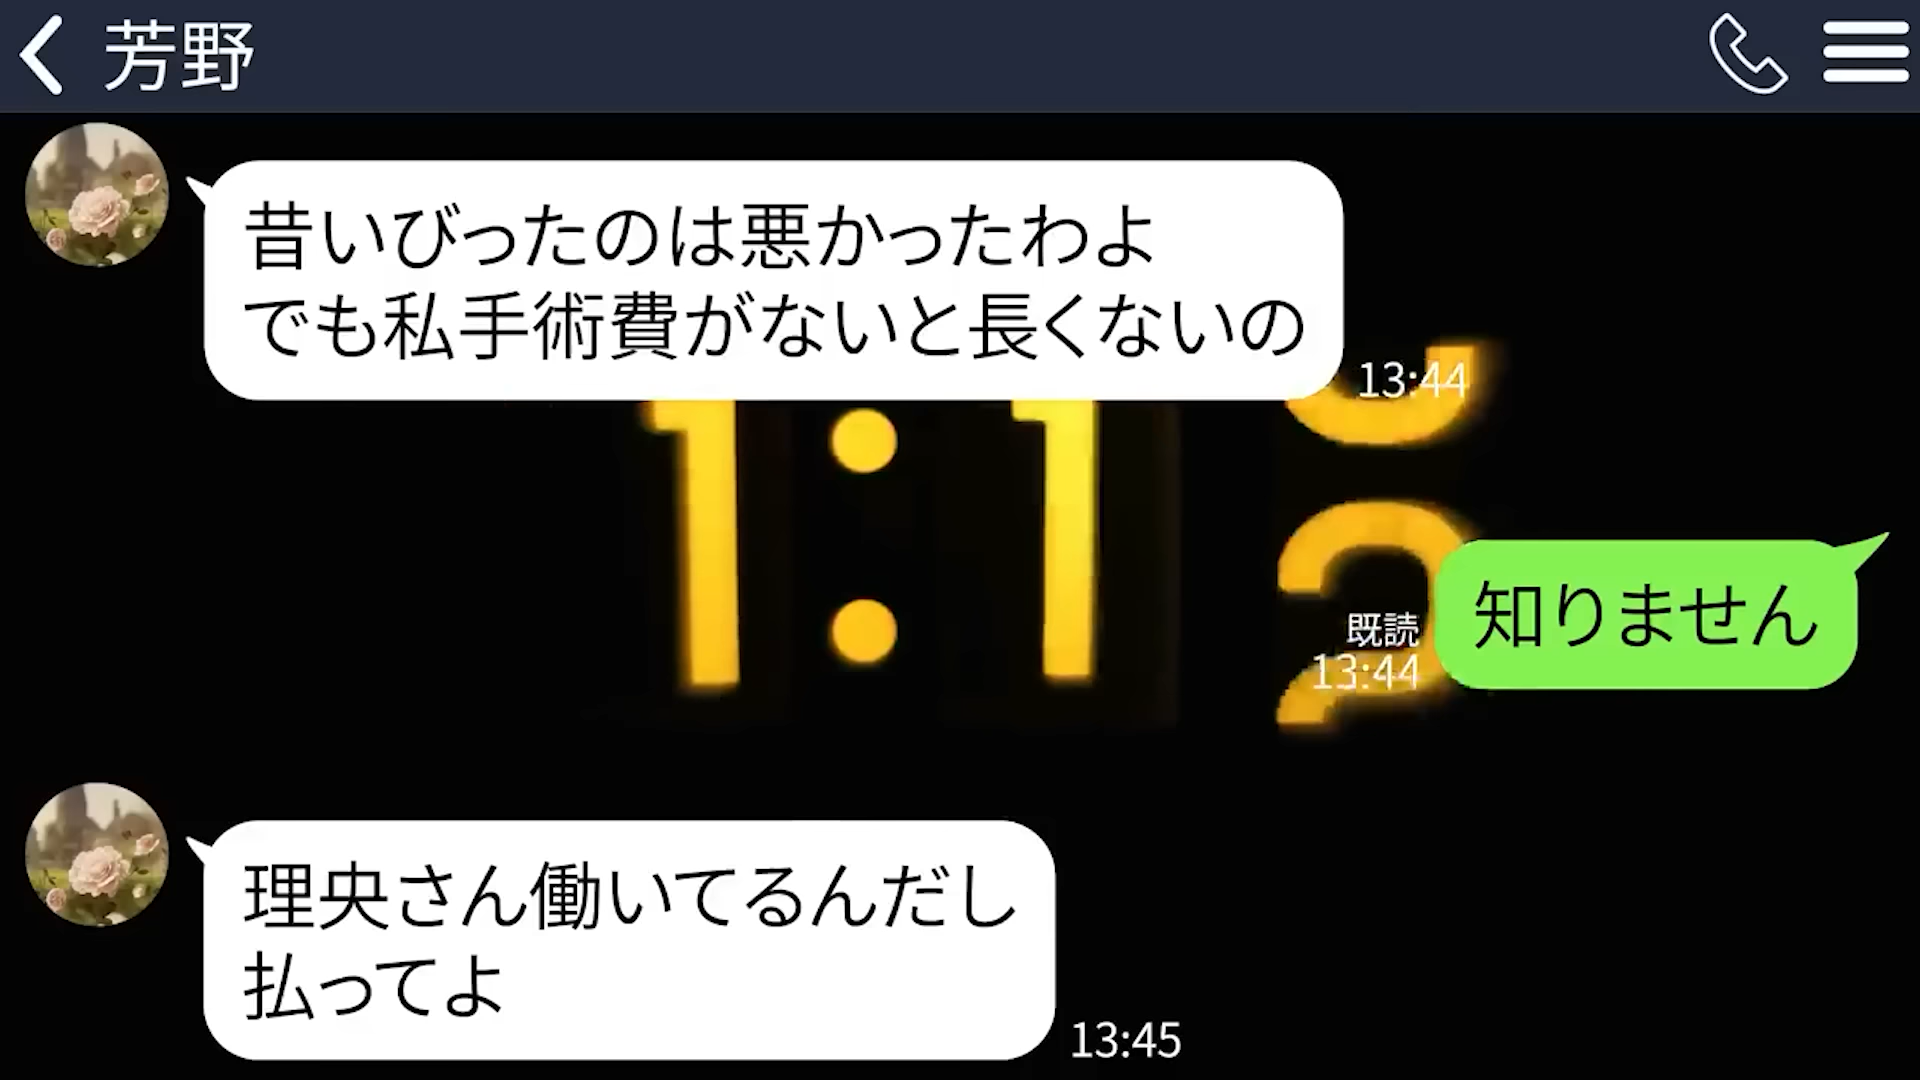 芳野
昔いびったのは悪かったわよ
でも私手術費がないと長くないの
13:44
1:1
知りません
既読
13:44
理央さん働いてるんだし
払ってよ
13:45